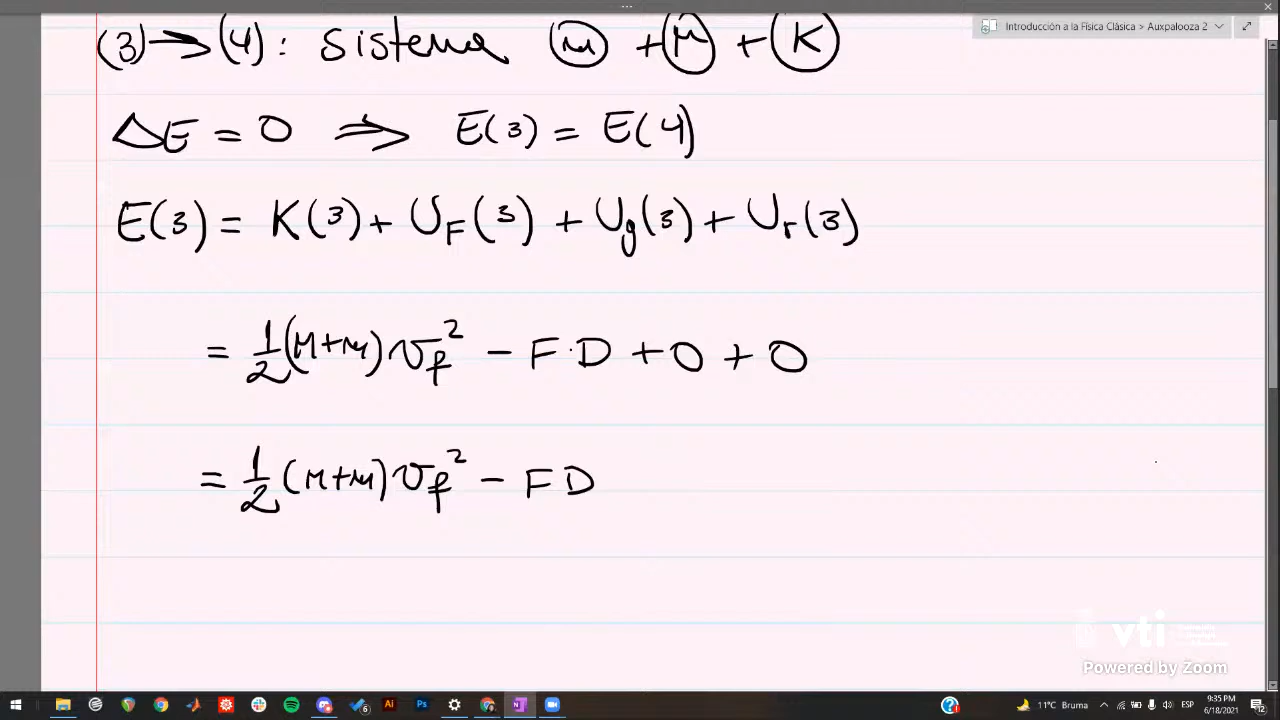 Introducción a la Física Clásica > Auxpalooza 2
(3) → (4): Sistema m + M + K
ΔE = 0 ⇒ E(3) = E(4)
E(3) = K(3) + U_F(3) + U_g(3) + U_r(3)
= 1/2 (M+m) v_f² - F·D + 0 + 0
= 1/2 (M+m) v_f² - FD
vti
Powered by Zoom
11°C Bruma
ESP
9:35 PM
6/18/2021